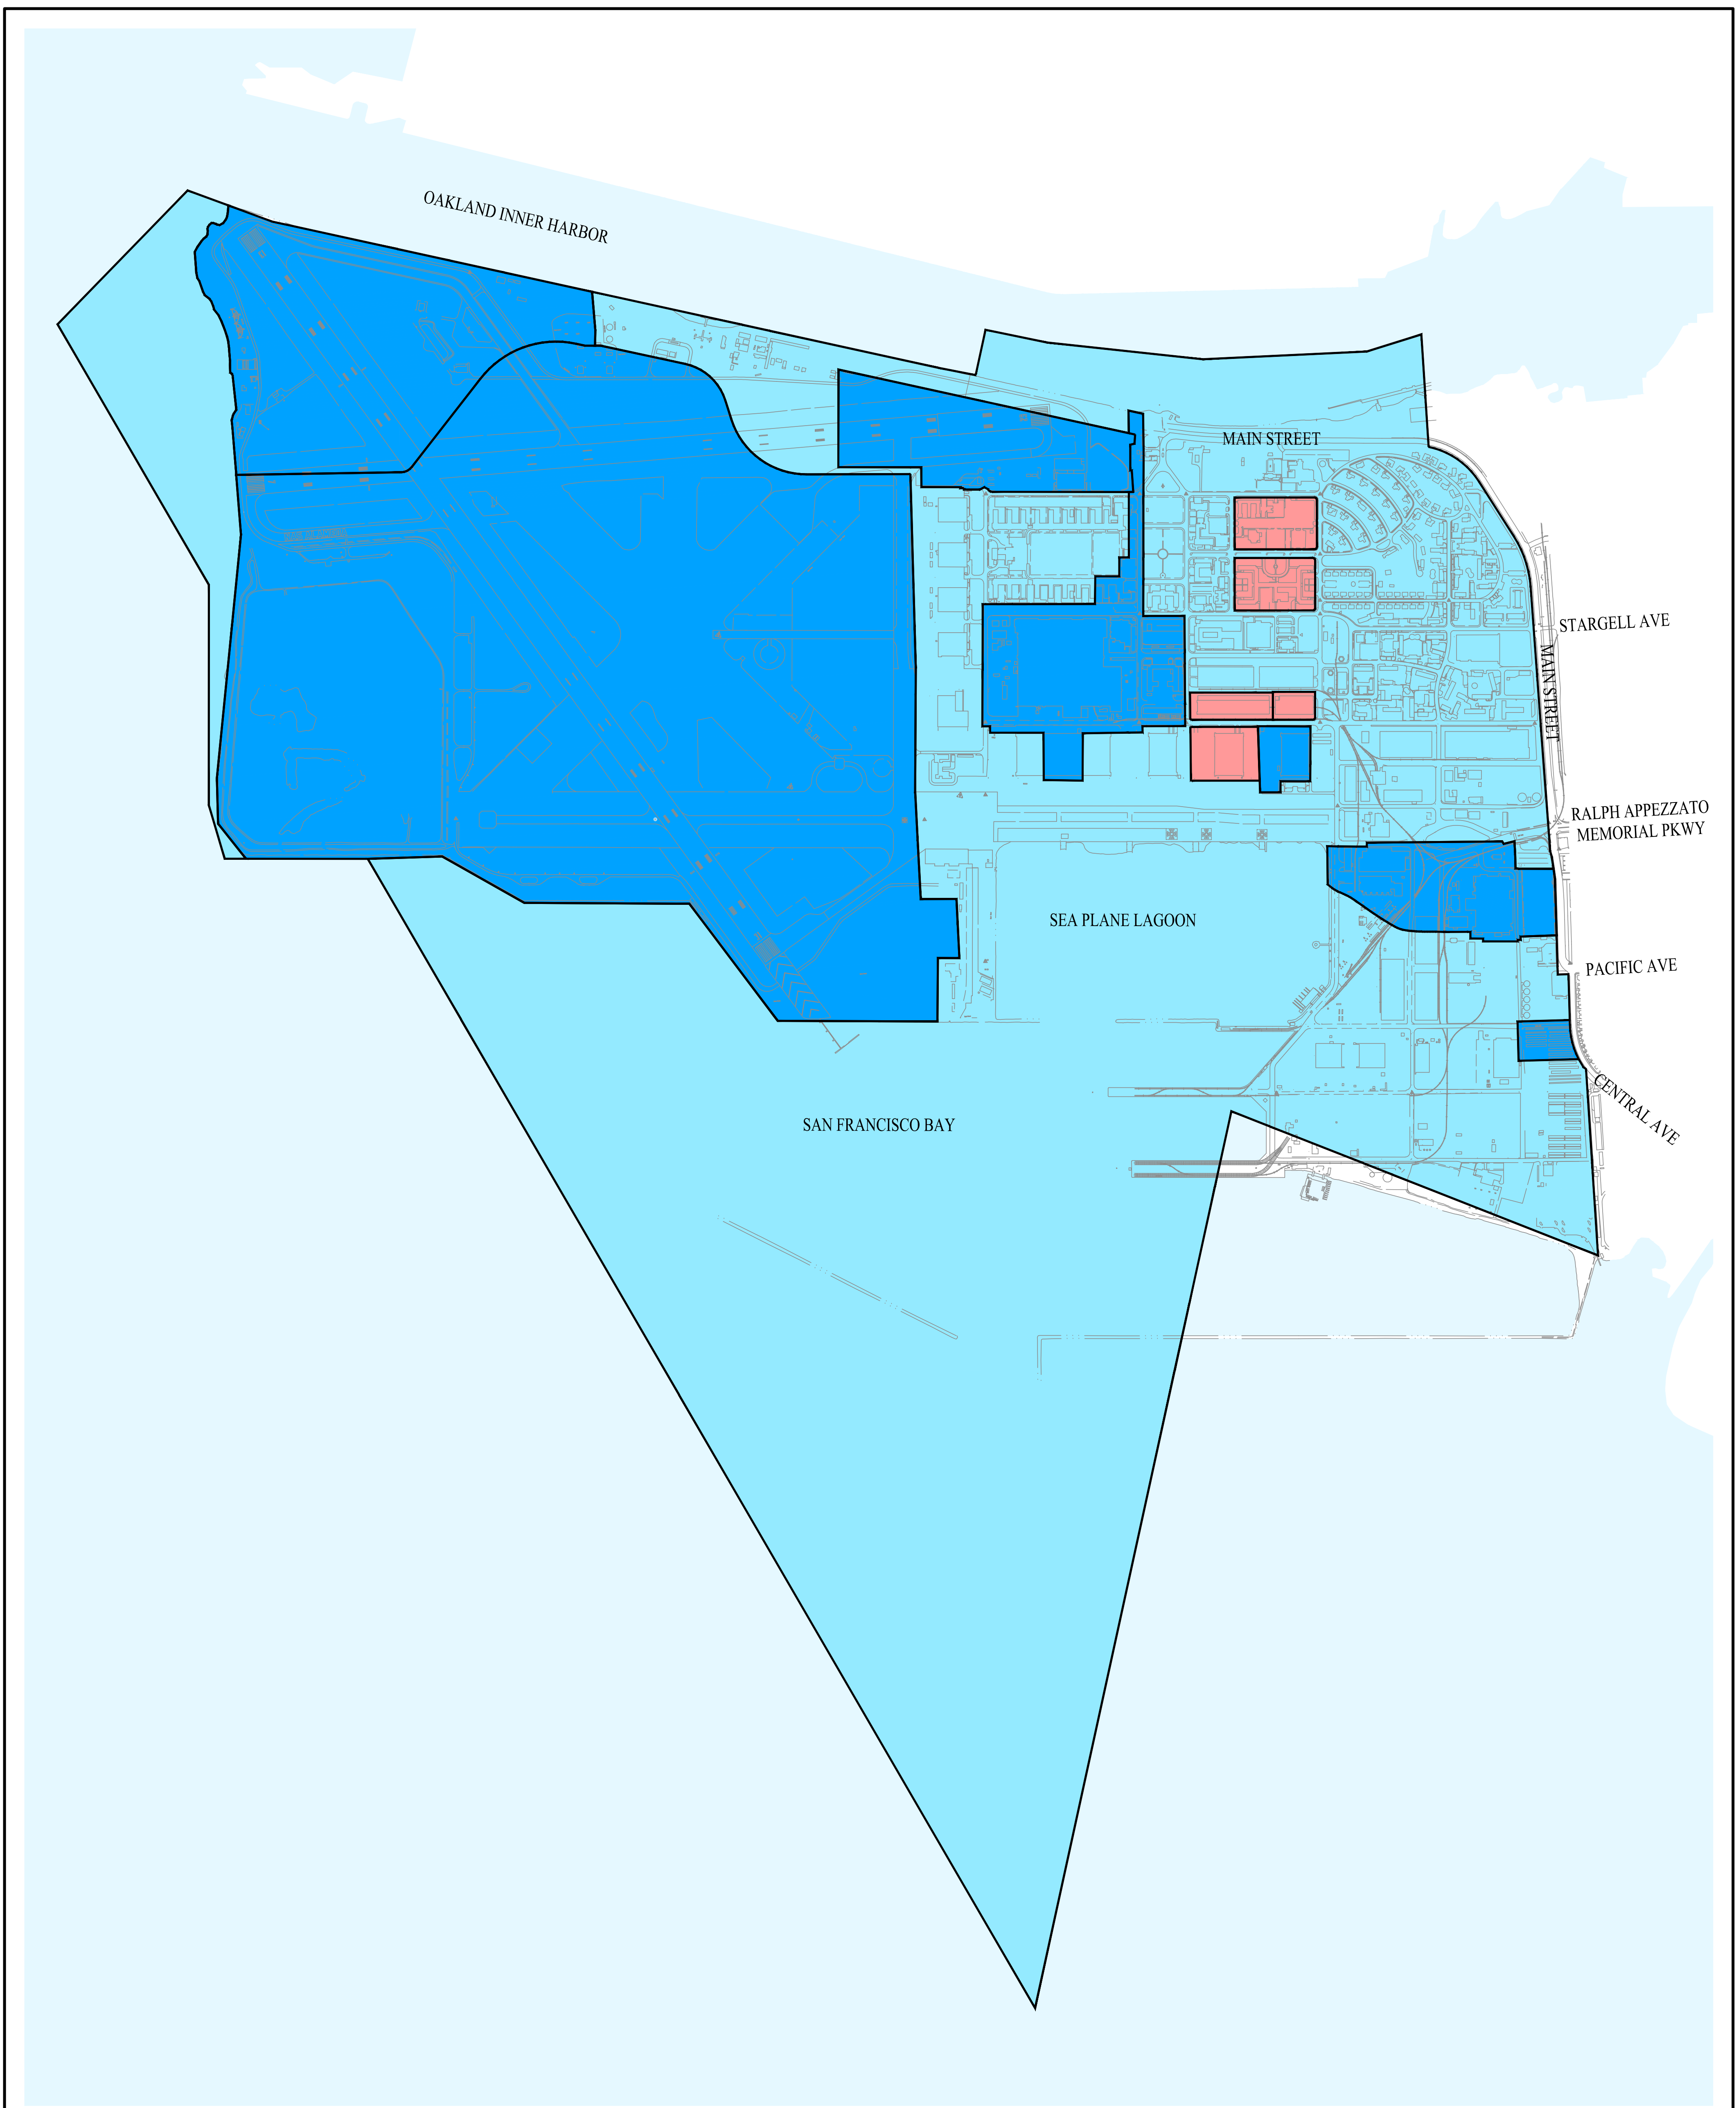 OAKLAND INNER HARBOR
MAIN STREET
STARGELL AVE
MAIN STREET
RALPH APPEZZATO
MEMORIAL PKWY
SEA PLANE LAGOON
PACIFIC AVE
CENTRAL AVE
SAN FRANCISCO BAY